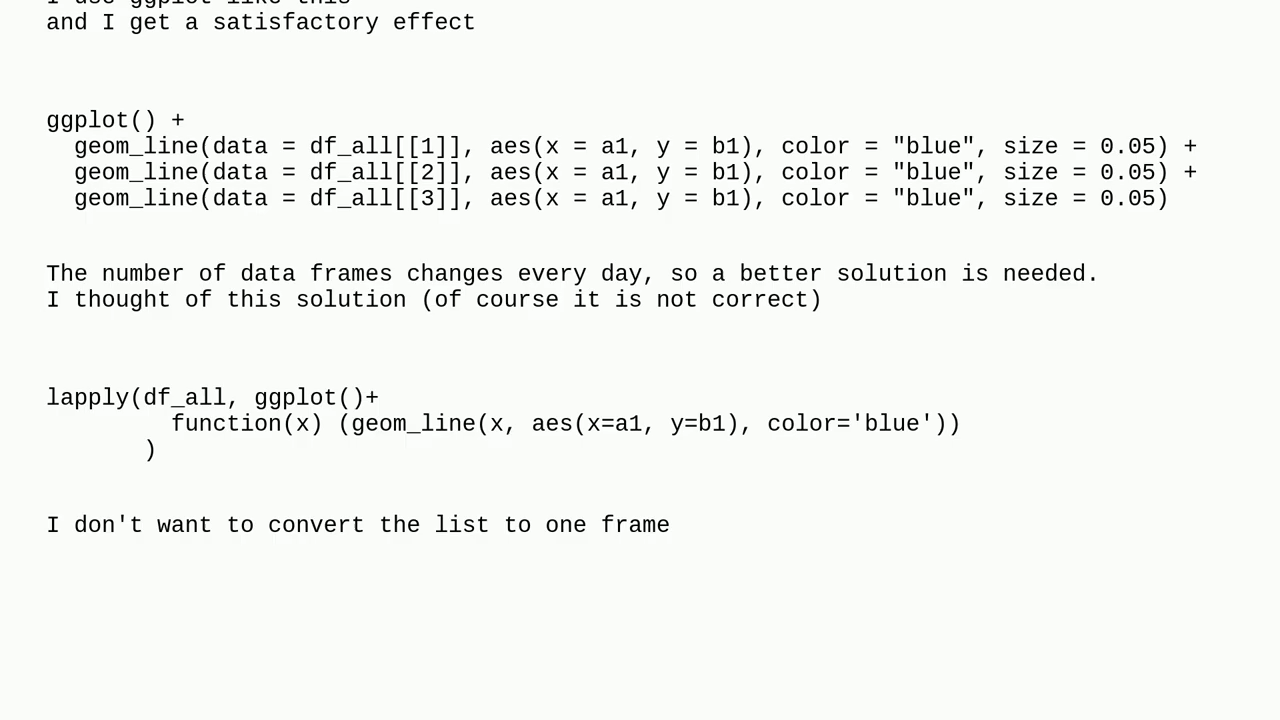 I use ggplot like this
and I get a satisfactory effect
ggplot() +
  geom_line(data = df_all[[1]], aes(x = a1, y = b1), color = "blue", size = 0.05) +
  geom_line(data = df_all[[2]], aes(x = a1, y = b1), color = "blue", size = 0.05) +
  geom_line(data = df_all[[3]], aes(x = a1, y = b1), color = "blue", size = 0.05)
The number of data frames changes every day, so a better solution is needed.
I thought of this solution (of course it is not correct)
lapply(df_all, ggplot()+
         function(x) (geom_line(x, aes(x=a1, y=b1), color='blue'))
       )
I don't want to convert the list to one frame